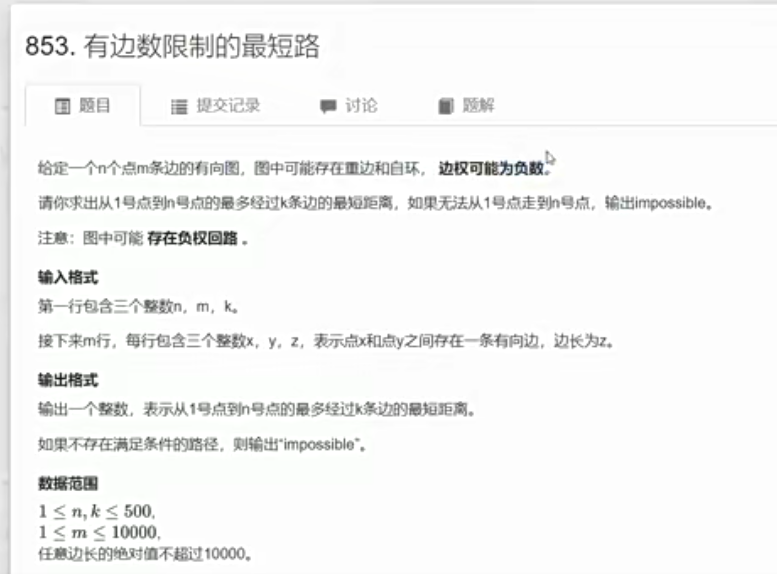 853. 有边数限制的最短路
题目 提交记录 讨论 题解
给定一个n个点m条边的有向图，图中可能存在重边和自环， 边权可能为负数。
请你求出从1号点到n号点的最多经过k条边的最短距离，如果无法从1号点走到n号点，输出impossible。
注意：图中可能 存在负权回路 。
输入格式
第一行包含三个整数n，m，k。
接下来m行，每行包含三个整数x，y，z，表示点x和点y之间存在一条有向边，边长为z。
输出格式
输出一个整数，表示从1号点到n号点的最多经过k条边的最短距离。
如果不存在满足条件的路径，则输出“impossible”。
数据范围
1 ≤ n, k ≤ 500,
1 ≤ m ≤ 10000,
任意边长的绝对值不超过10000。